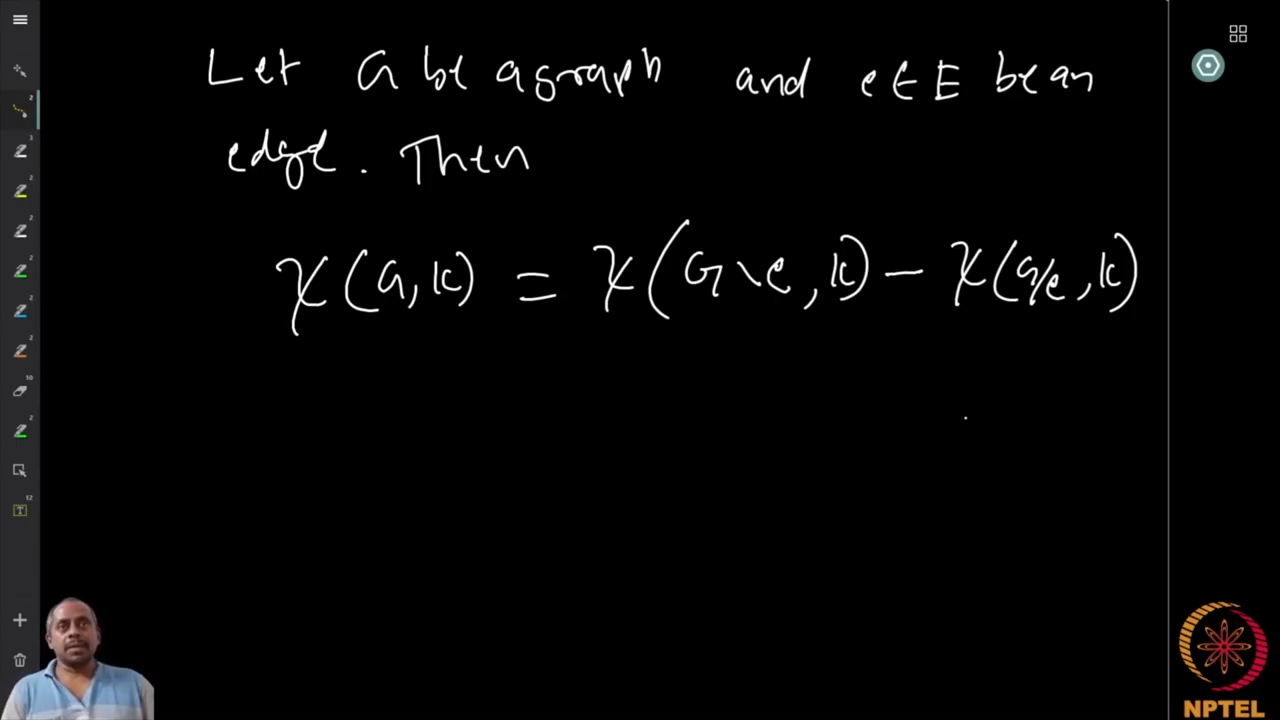 Let G be a graph and e ∈ E be an
edge. Then
χ(G, k) = χ(G \ e, k) − χ(G/e, k)
NPTEL